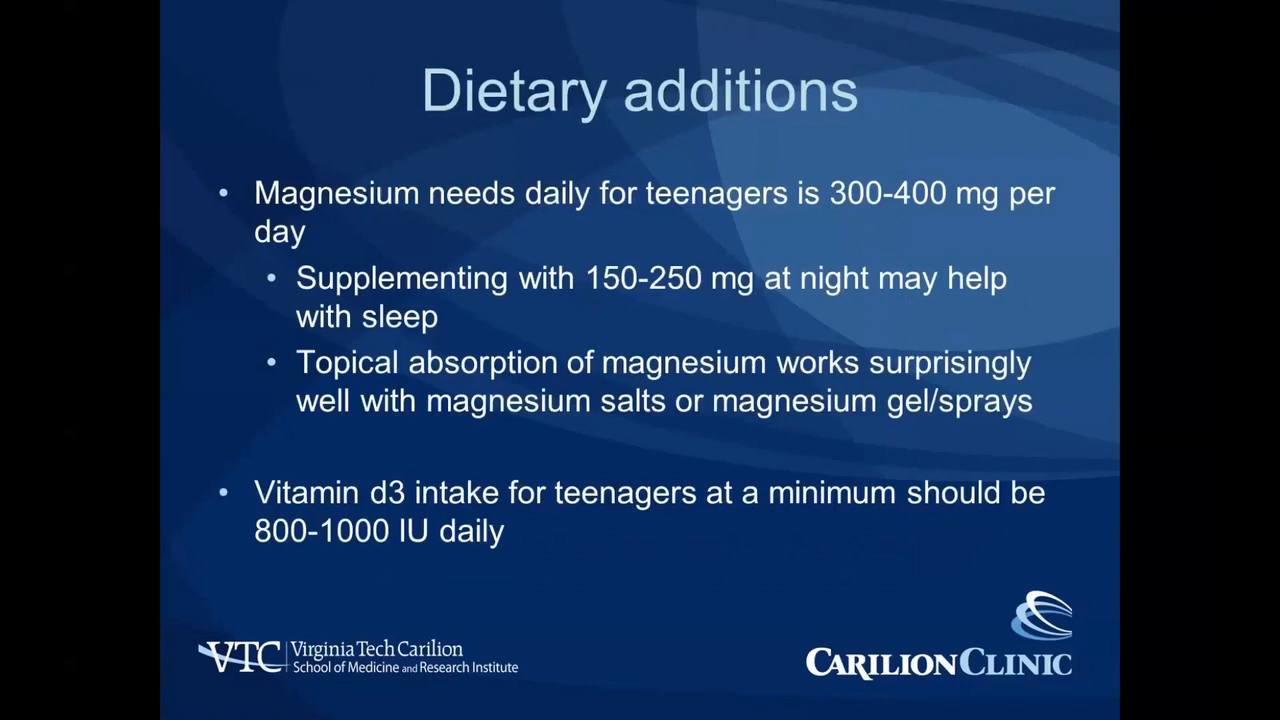 Dietary additions
• Magnesium needs daily for teenagers is 300-400 mg per
day
• Supplementing with 150-250 mg at night may help
with sleep
• Topical absorption of magnesium works surprisingly
well with magnesium salts or magnesium gel/sprays
• Vitamin d3 intake for teenagers at a minimum should be
800-1000 IU daily
VTC Virginia Tech Carilion
School of Medicine and Research Institute
CARILION CLINIC